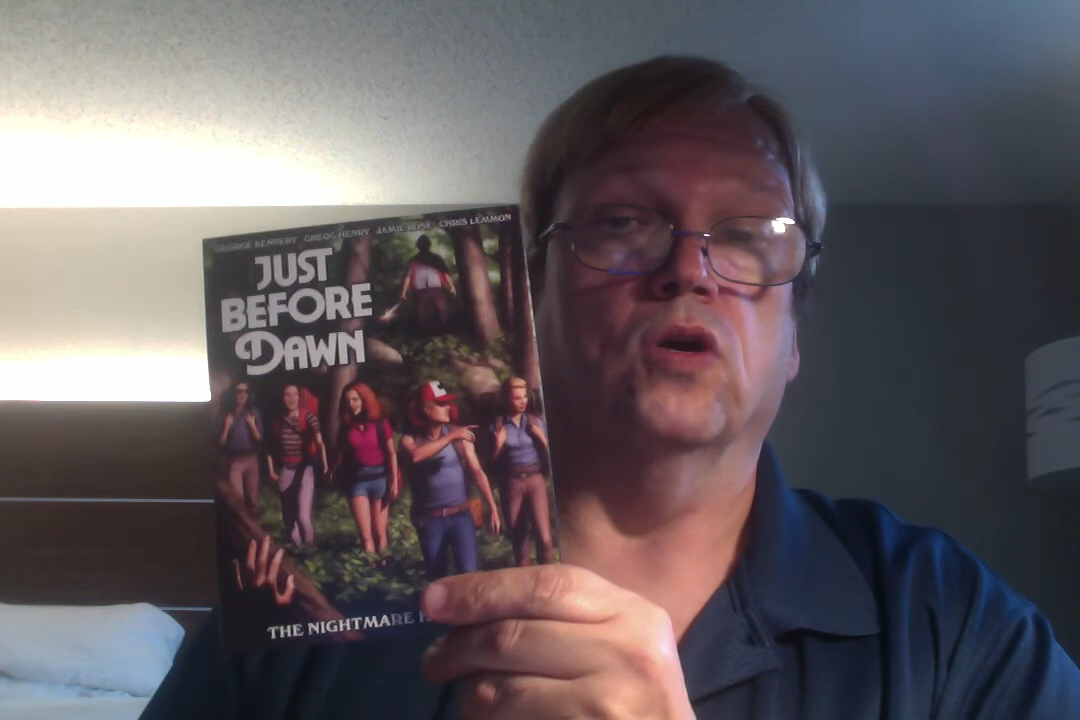 GEORGE KENNEDY GREGG HENRY JAMIE ROSE CHRIS LEMMON
JUST
BEFORE
DAWN
E
THE NIGHTMARE